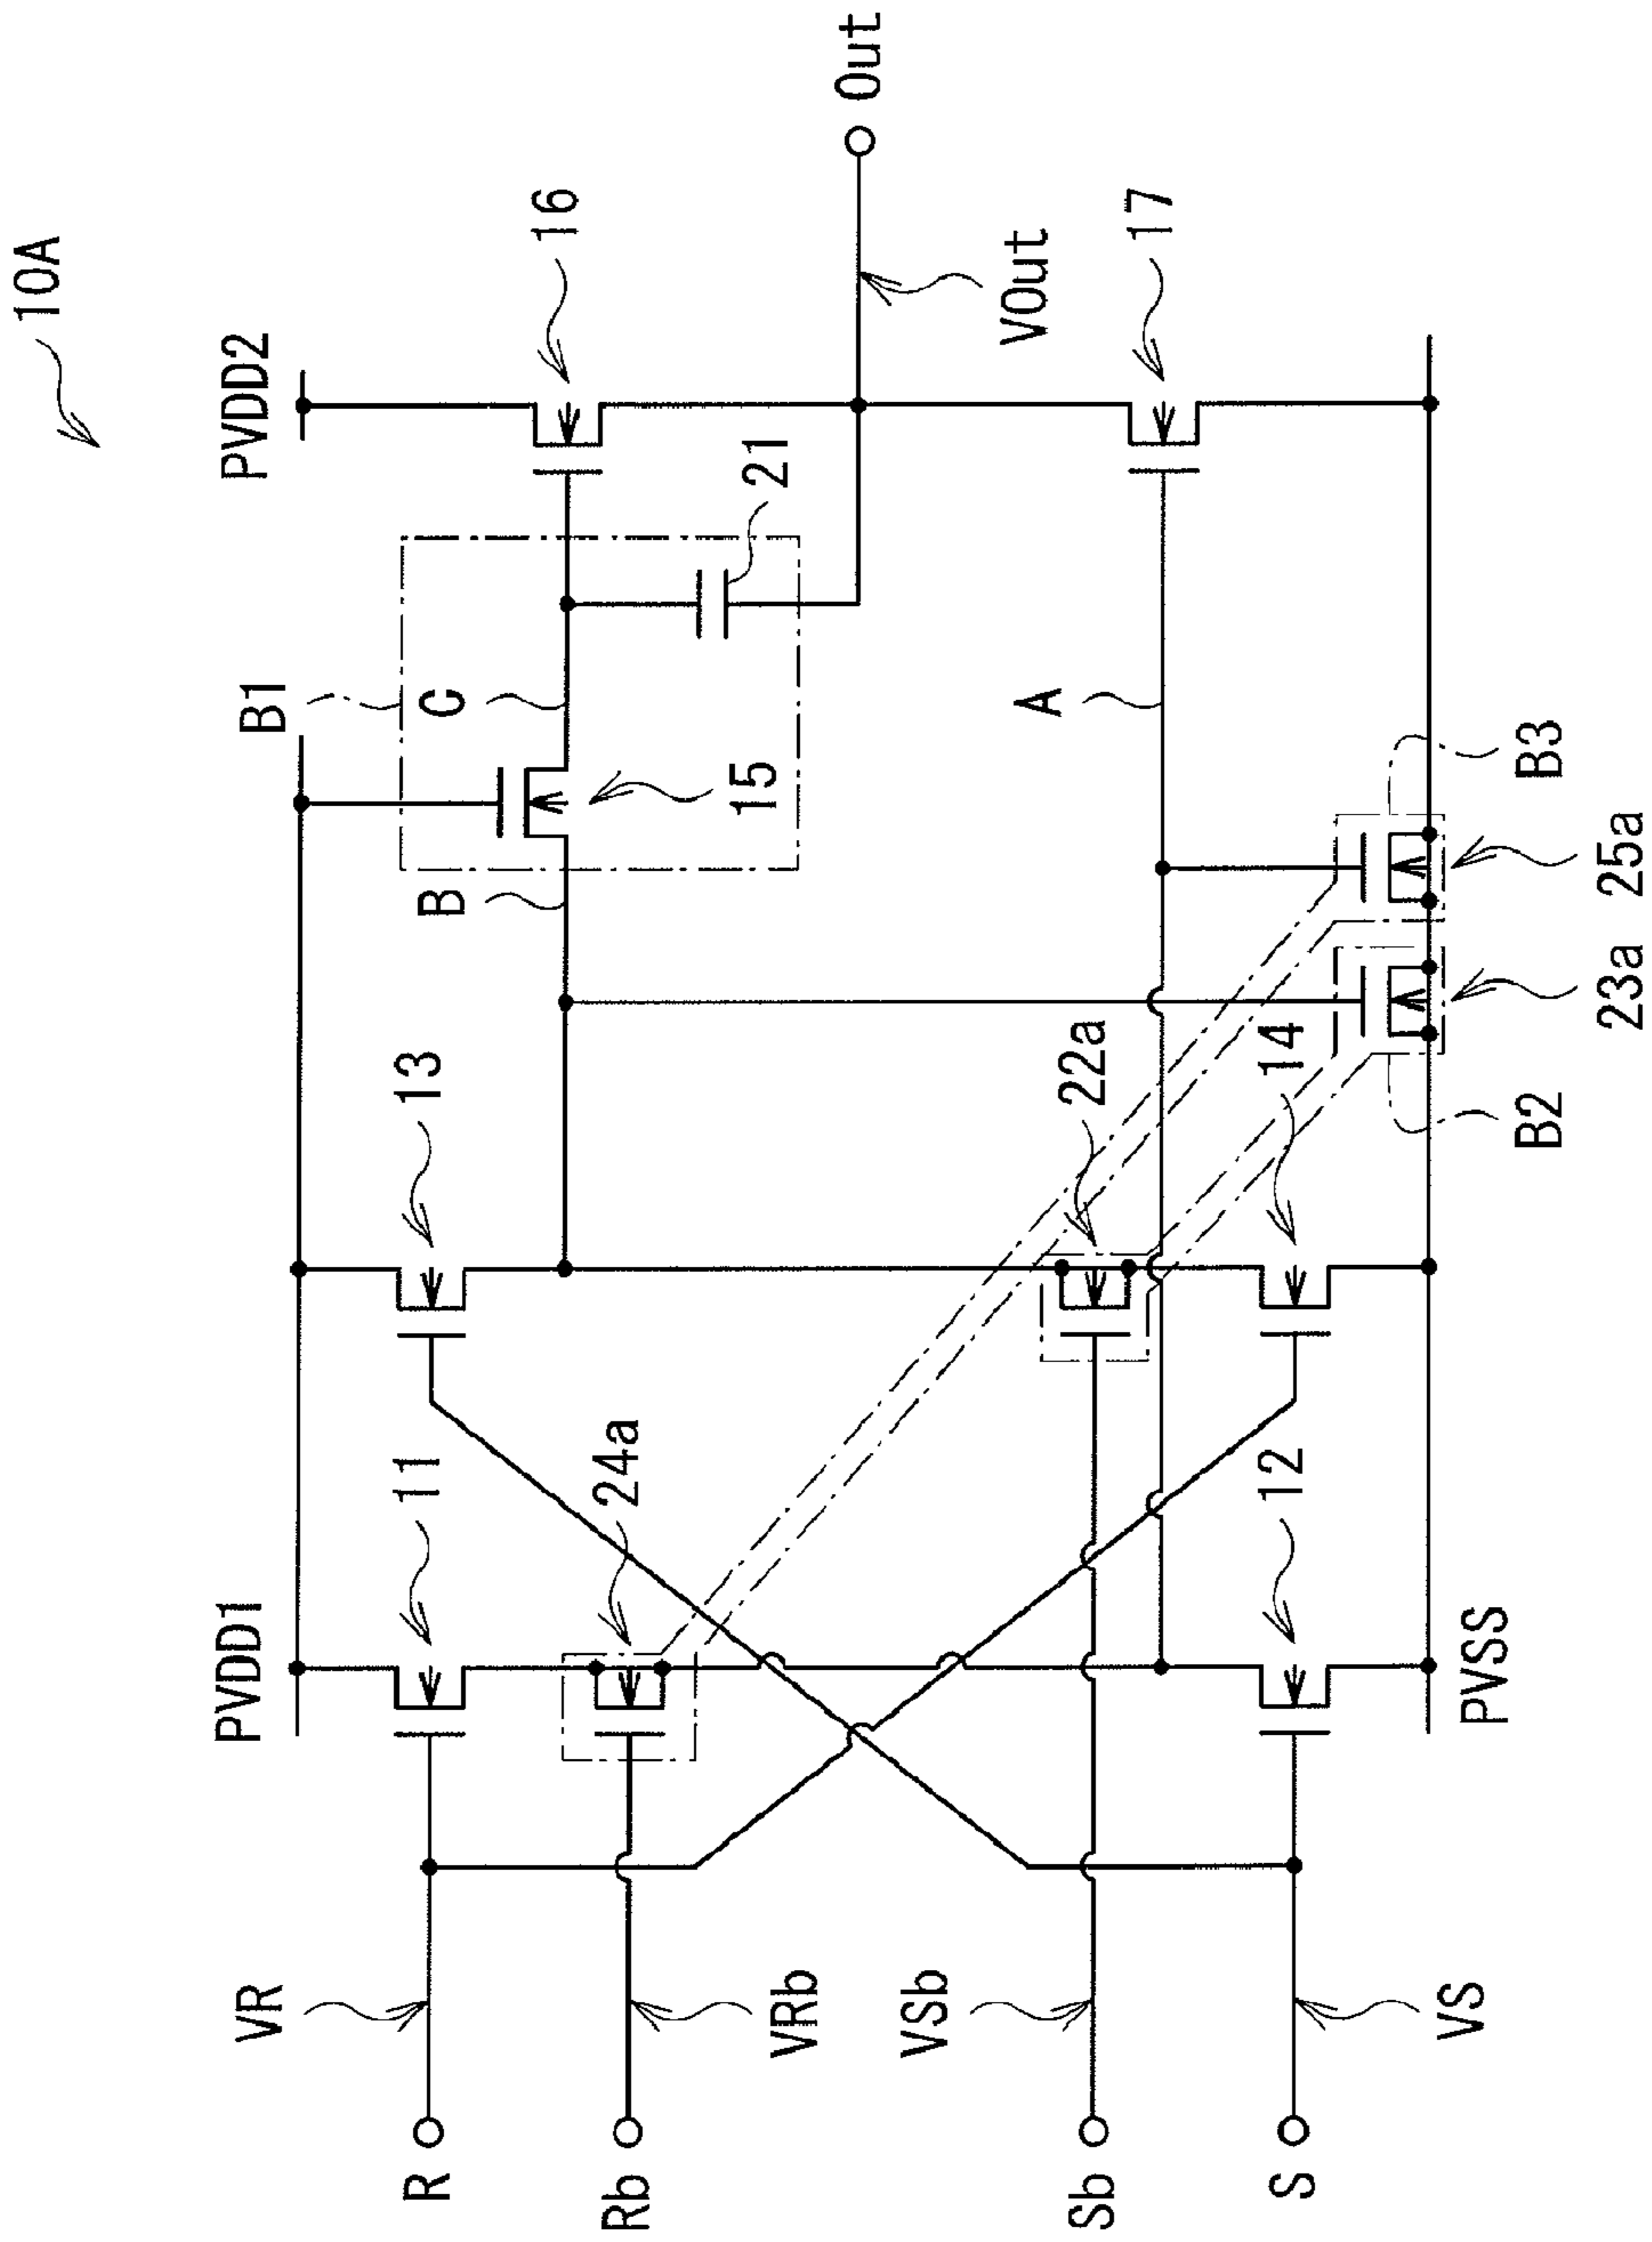 10A
VR
PVDD1
B1
PVDD2
R
11
13
B
C
16
Rb
24a
15
21
VRb
Out
VSb
A
VOut
Sb
22a
17
S
12
14
VS
PVSS
B2
B3
23a
25a